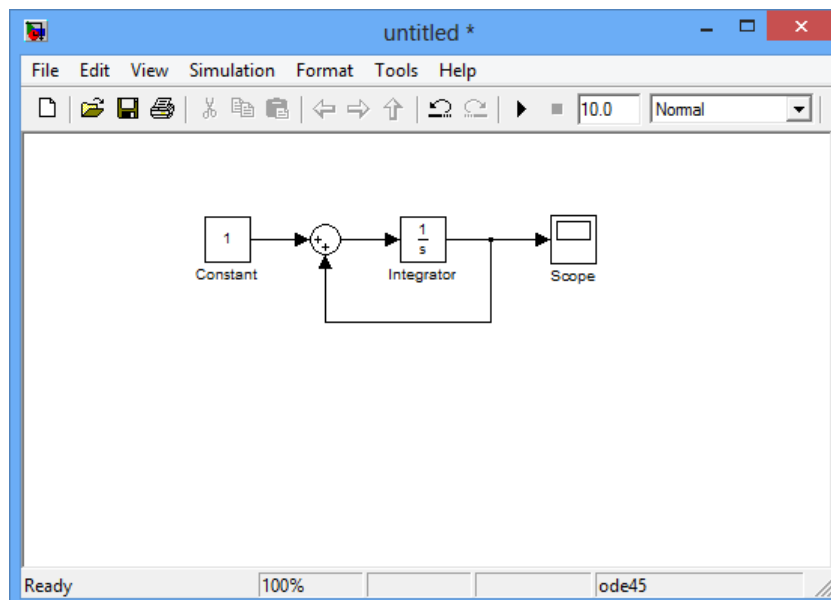 untitled *
File Edit View Simulation Format Tools Help
10.0 Normal
1
+
+
1
s
Constant
Integrator
Scope
Ready 100% ode45